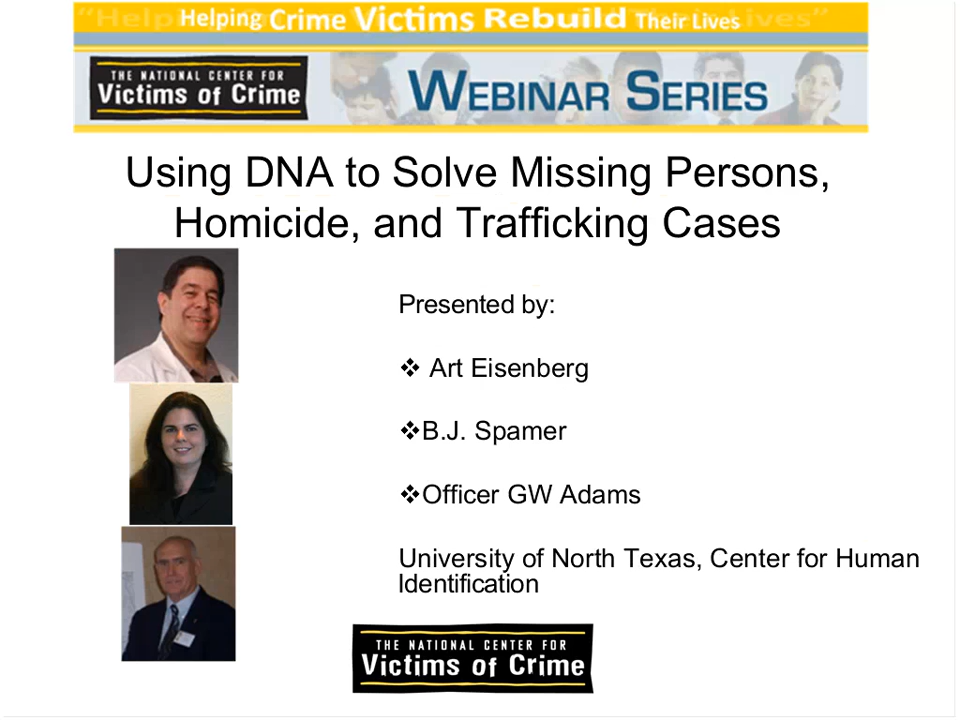 "Helping Crime Victims Rebuild Their Lives"
THE NATIONAL CENTER FOR
Victims of Crime
WEBINAR SERIES
Using DNA to Solve Missing Persons,
Homicide, and Trafficking Cases
Presented by:
❖ Art Eisenberg
❖B.J. Spamer
❖Officer GW Adams
University of North Texas, Center for Human
Identification
THE NATIONAL CENTER FOR
Victims of Crime